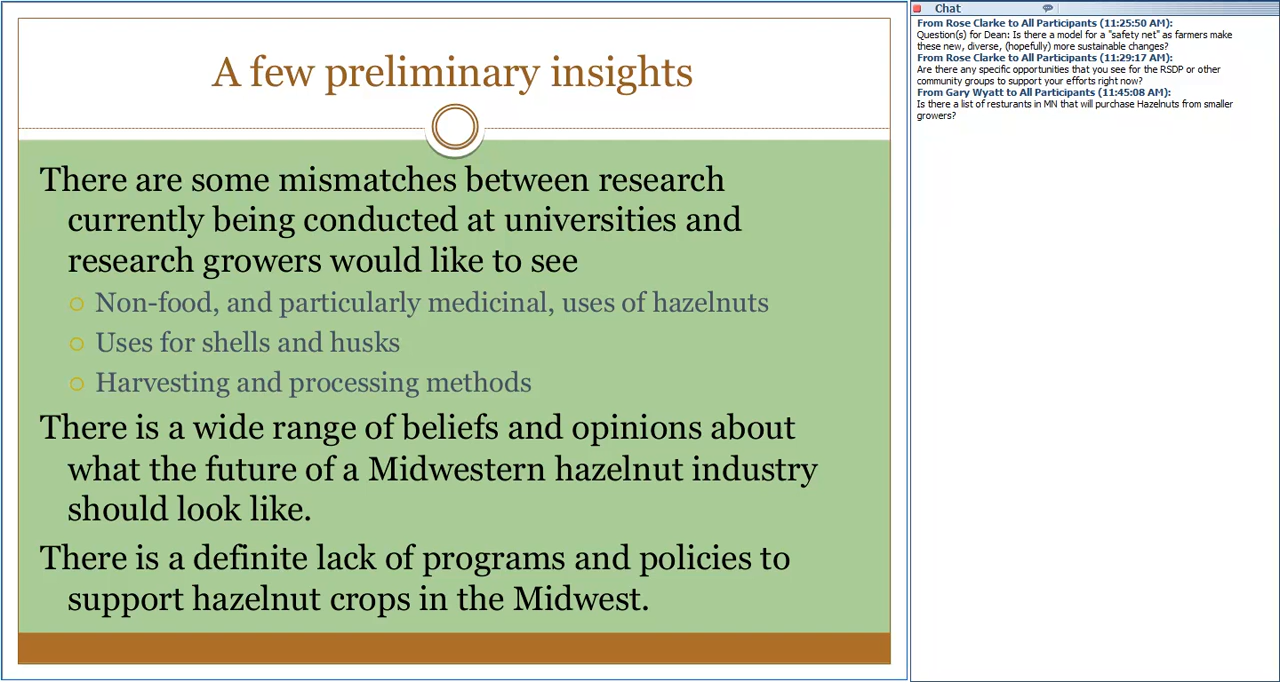 A few preliminary insights
There are some mismatches between research
currently being conducted at universities and
research growers would like to see
Non-food, and particularly medicinal, uses of hazelnuts
Uses for shells and husks
Harvesting and processing methods
There is a wide range of beliefs and opinions about
what the future of a Midwestern hazelnut industry
should look like.
There is a definite lack of programs and policies to
support hazelnut crops in the Midwest.
Chat
From Rose Clarke to All Participants (11:25:50 AM):
Question(s) for Dean: Is there a model for a "safety net" as farmers make
these new, diverse, (hopefully) more sustainable changes?
From Rose Clarke to All Participants (11:29:17 AM):
Are there any specific opportunities that you see for the RSDP or other
community groups to support your efforts right now?
From Gary Wyatt to All Participants (11:45:08 AM):
Is there a list of resturants in MN that will purchase Hazelnuts from smaller
growers?